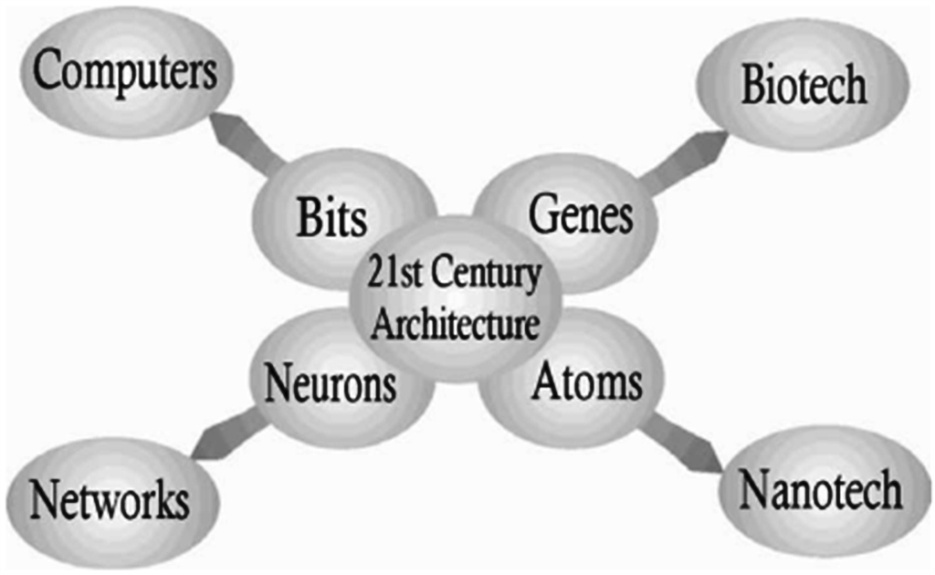 Computers
Biotech
Bits
Genes
21st Century
Architecture
Neurons
Atoms
Networks
Nanotech